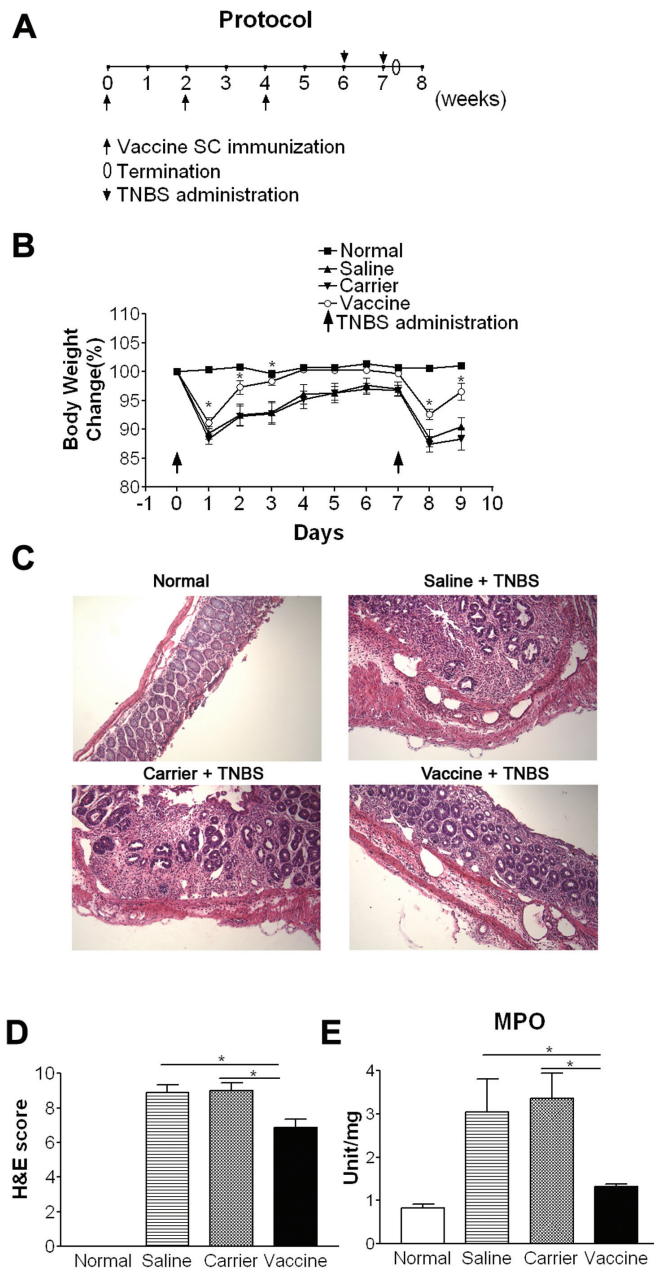 A
Protocol
0 1 2 3 4 5 6 7 8
(weeks)
Vaccine SC immunization
Termination
TNBS administration
B
Normal
Saline
Carrier
Vaccine
TNBS administration
Body Weight
Change(%)
110
105
100
95
90
85
80
* * * * *
-1 0 1 2 3 4 5 6 7 8 9 10
Days
C
Normal
Saline + TNBS
Carrier + TNBS
Vaccine + TNBS
D
H&E score
10
8
6
4
2
0
*
*
Normal Saline Carrier Vaccine
E
MPO
Unit/mg
4
3
2
1
0
*
*
Normal Saline Carrier Vaccine